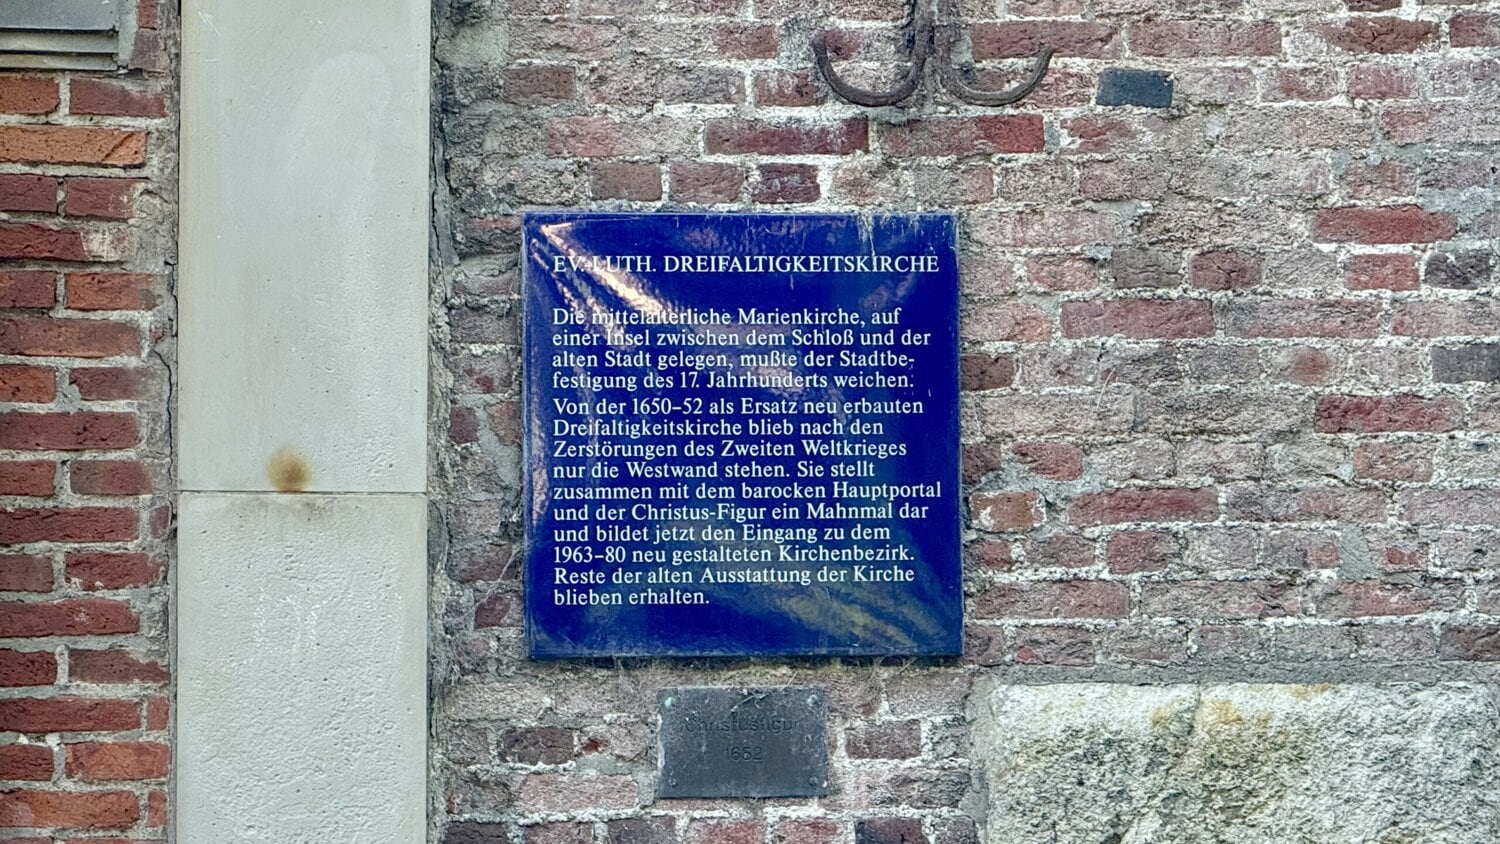 EV.-LUTH. DREIFALTIGKEITSKIRCHE
Die mittelalterliche Marienkirche, auf
einer Insel zwischen dem Schloß und der
alten Stadt gelegen, mußte der Stadtbe-
festigung des 17. Jahrhunderts weichen.
Von der 1650–52 als Ersatz neu erbauten
Dreifaltigkeitskirche blieb nach den
Zerstörungen des Zweiten Weltkrieges
nur die Westwand stehen. Sie stellt
zusammen mit dem barocken Hauptportal
und der Christus-Figur ein Mahnmal dar
und bildet jetzt den Eingang zu dem
1963–80 neu gestalteten Kirchenbezirk.
Reste der alten Ausstattung der Kirche
blieben erhalten.
Christusfigur
1652